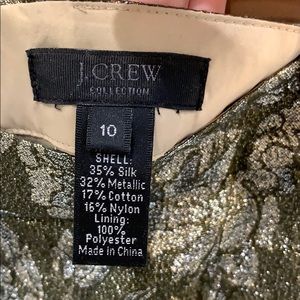 J.CREW
COLLECTION
10
SHELL:
35% Silk
32% Metallic
17% Cotton
16% Nylon
Lining:
100%
Polyester
Made in China